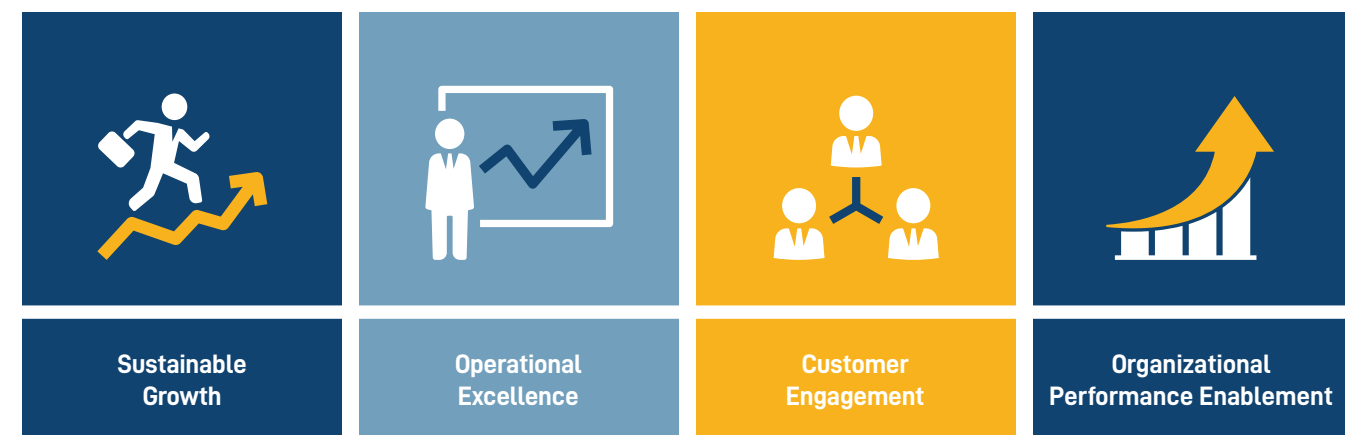 Sustainable
Growth
Operational
Excellence
Customer
Engagement
Organizational
Performance Enablement